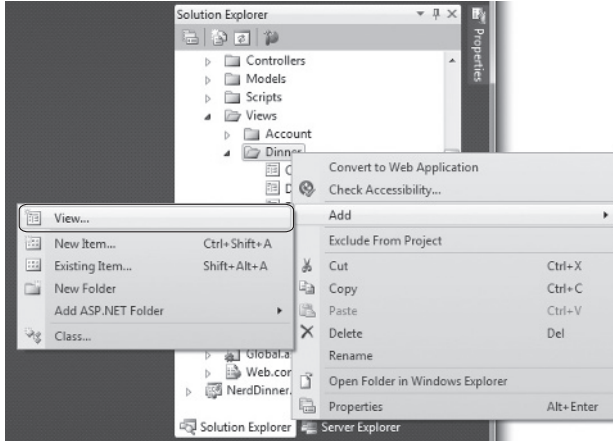 Solution Explorer
Properties
Controllers
Models
Scripts
Views
Account
Dinner
Convert to Web Application
Check Accessibility...
Add
Exclude From Project
Cut Ctrl+X
Copy Ctrl+C
Paste Ctrl+V
Delete Del
Rename
Open Folder in Windows Explorer
Properties Alt+Enter
View...
New Item... Ctrl+Shift+A
Existing Item... Shift+Alt+A
New Folder
Add ASP.NET Folder
Class...
Global.a
Web.cor
NerdDinner.
Solution Explorer
Server Explorer